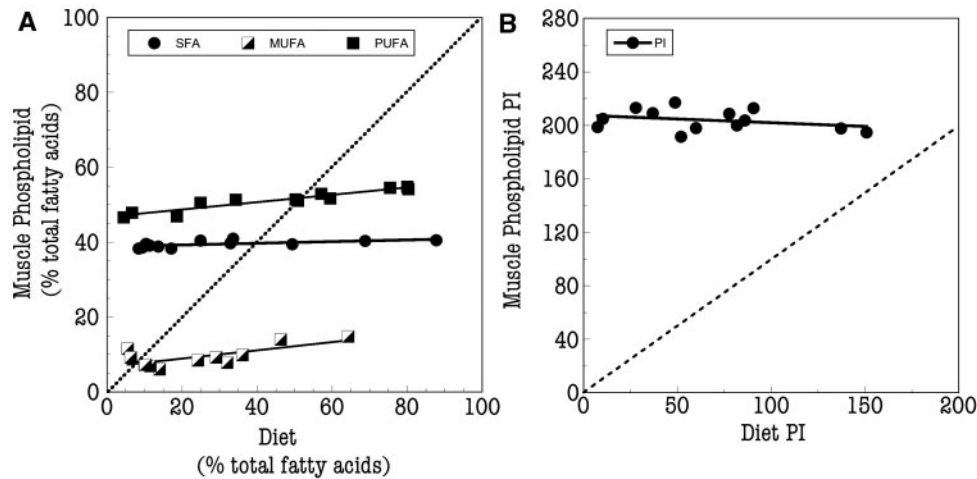 A
SFA MUFA PUFA
Muscle Phospholipid
(% total fatty acids)
100
80
60
40
20
0
0 20 40 60 80 100
Diet
(% total fatty acids)
B
PI
Muscle Phospholipid PI
280
240
200
160
120
80
40
0
0 50 100 150 200
Diet PI